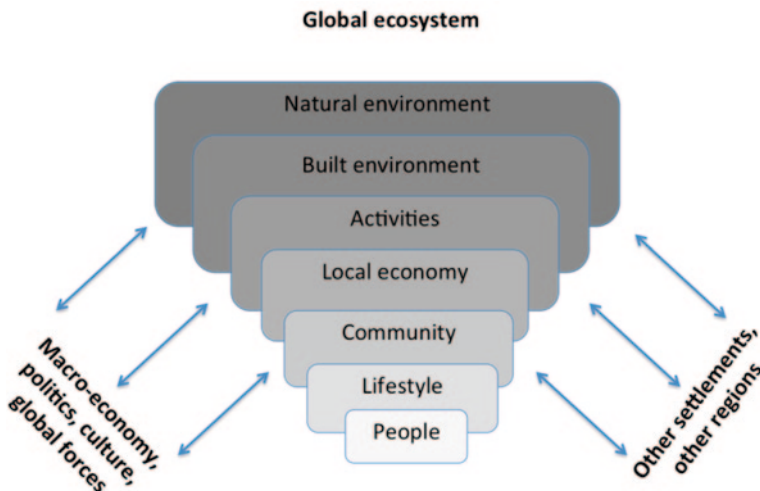 Global ecosystem
Natural environment
Built environment
Activities
Local economy
Community
Lifestyle
People
Macro-economy,
politics, culture,
global forces
Other settlements,
other regions